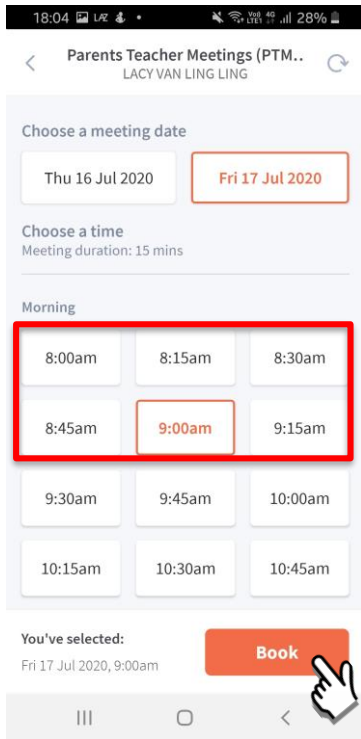 18:04 28%
Parents Teacher Meetings (PTM..
LACY VAN LING LING
Choose a meeting date
Thu 16 Jul 2020 Fri 17 Jul 2020
Choose a time
Meeting duration: 15 mins
Morning
8:00am 8:15am 8:30am
8:45am 9:00am 9:15am
9:30am 9:45am 10:00am
10:15am 10:30am 10:45am
You've selected:
Fri 17 Jul 2020, 9:00am
Book